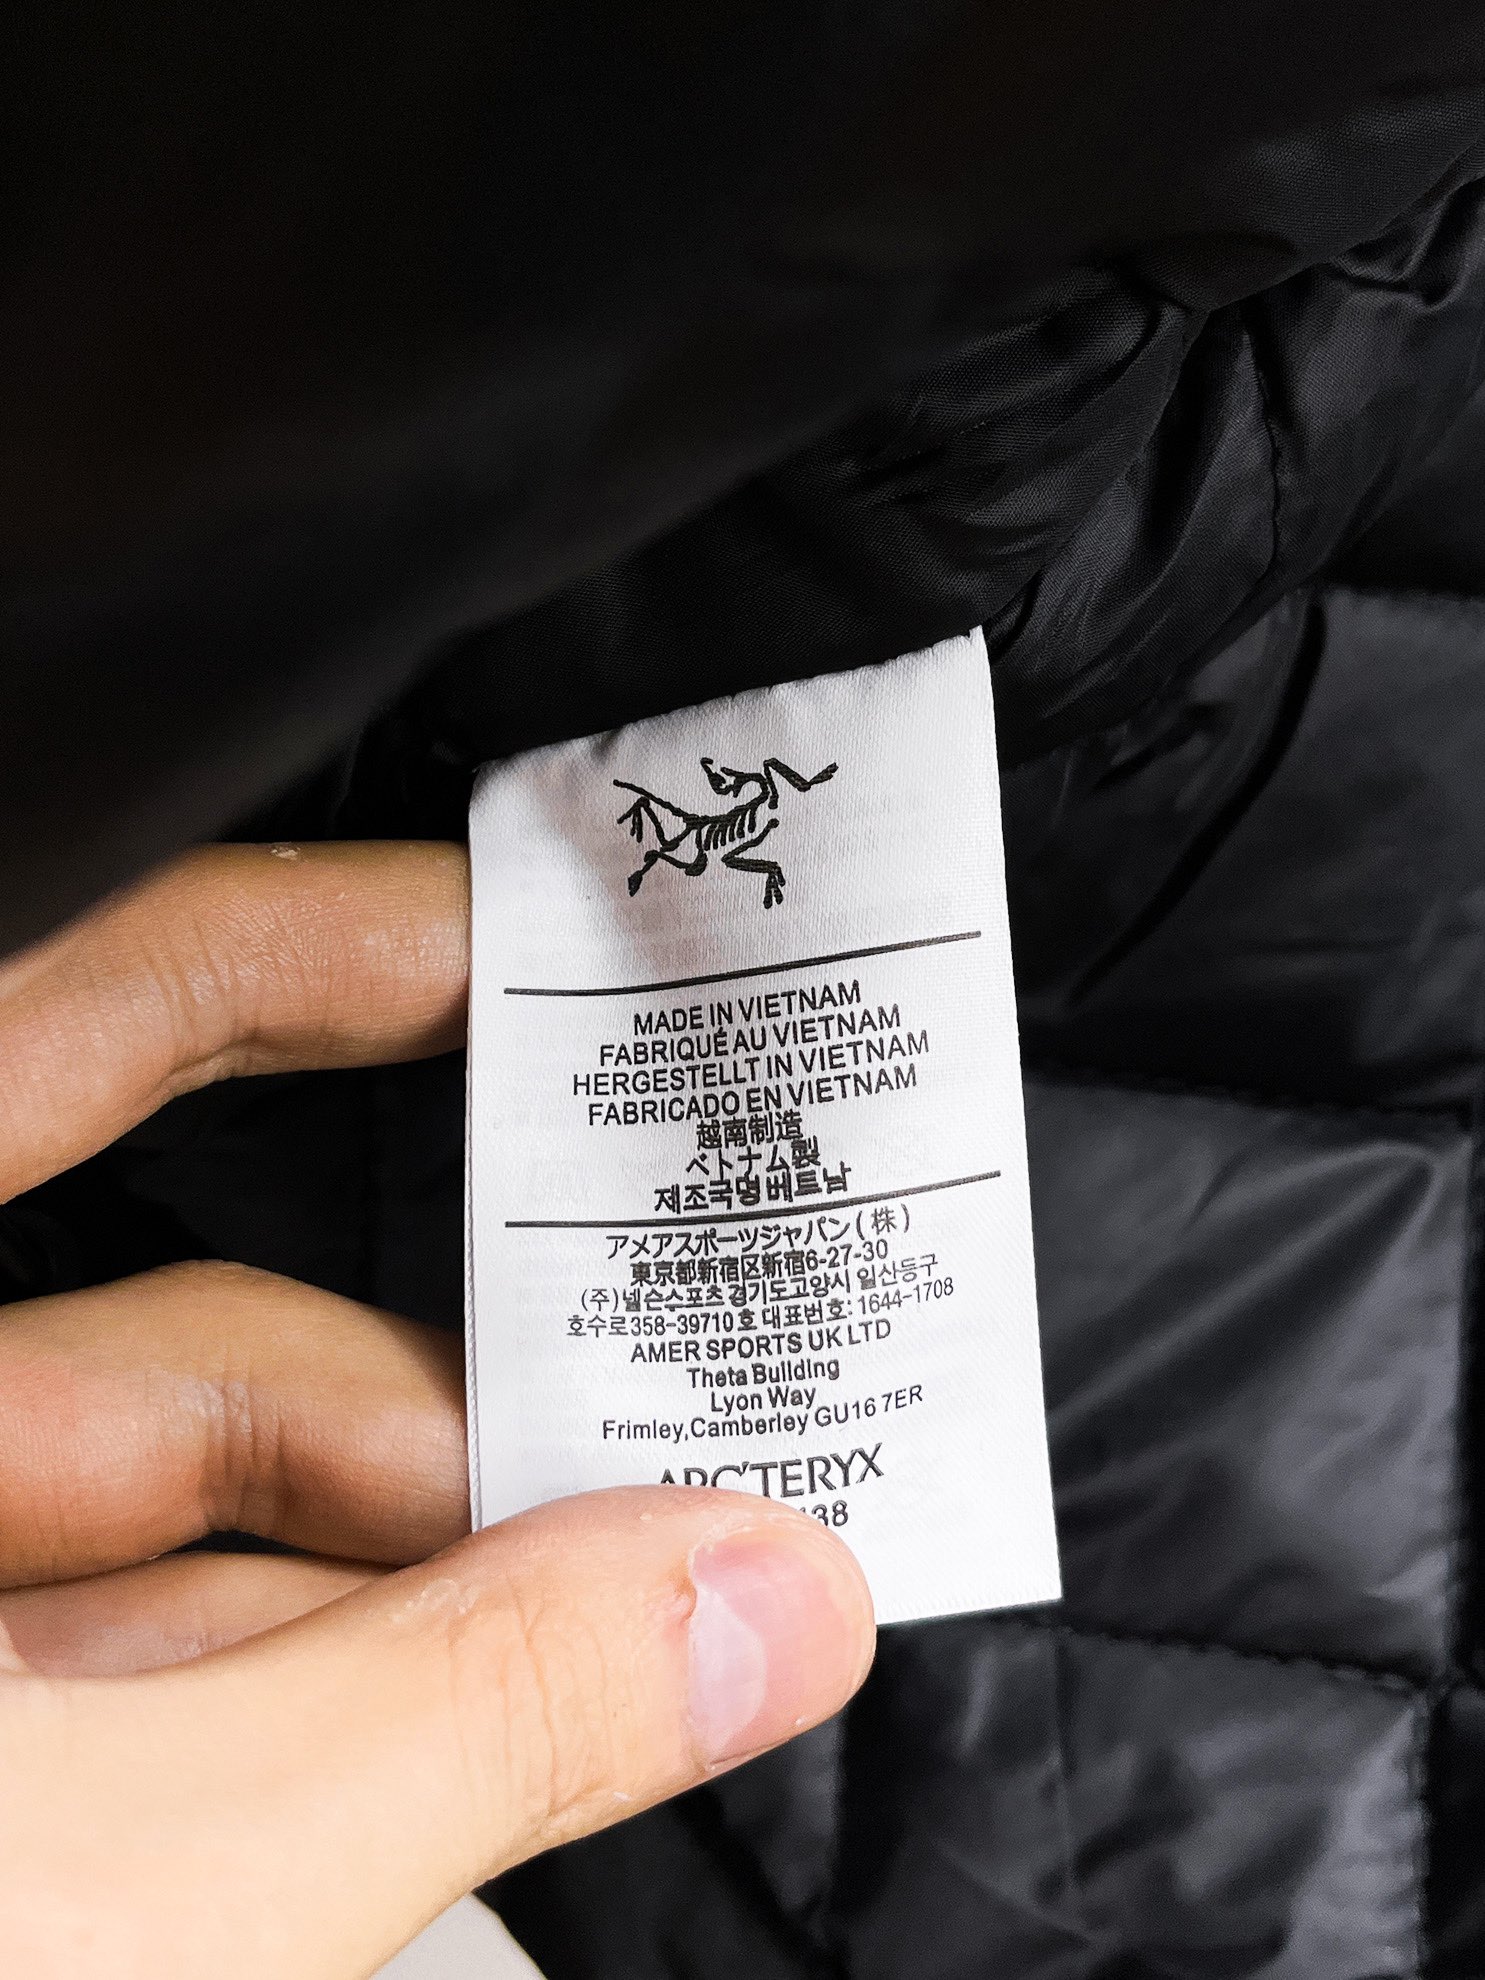 MADE IN VIETNAM
FABRIQUÉ AU VIETNAM
HERGESTELLT IN VIETNAM
FABRICADO EN VIETNAM
越南制造
ベトナム製
제조국명 베트남
アメアスポーツジャパン(株)
東京都新宿区新宿6-27-30
(주)넬슨스포츠 경기도고양시 일산동구
호수로358-39710호 대표번호: 1644-1708
AMER SPORTS UK LTD
Theta Building
Lyon Way
Frimley,Camberley GU16 7ER
ARC'TERYX